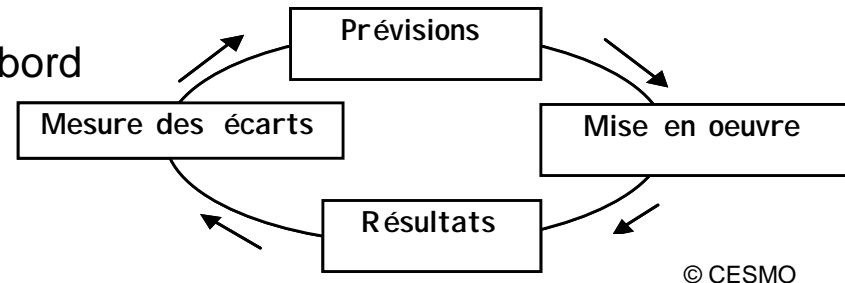 Prévisions
bord
Mesure des écarts
Mise en oeuvre
Résultats
© CESMO